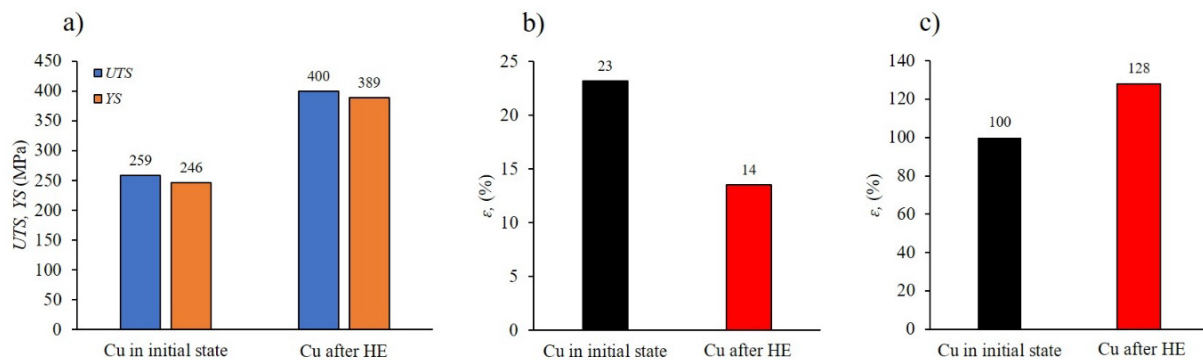 a)
UTS, YS (MPa)
450
400
350
300
250
200
150
100
50
0
UTS
YS
259
246
400
389
Cu in initial state
Cu after HE
b)
ε, (%)
25
20
15
10
5
0
23
14
Cu in initial state
Cu after HE
c)
ε, (%)
140
120
100
80
60
40
20
0
100
128
Cu in initial state
Cu after HE